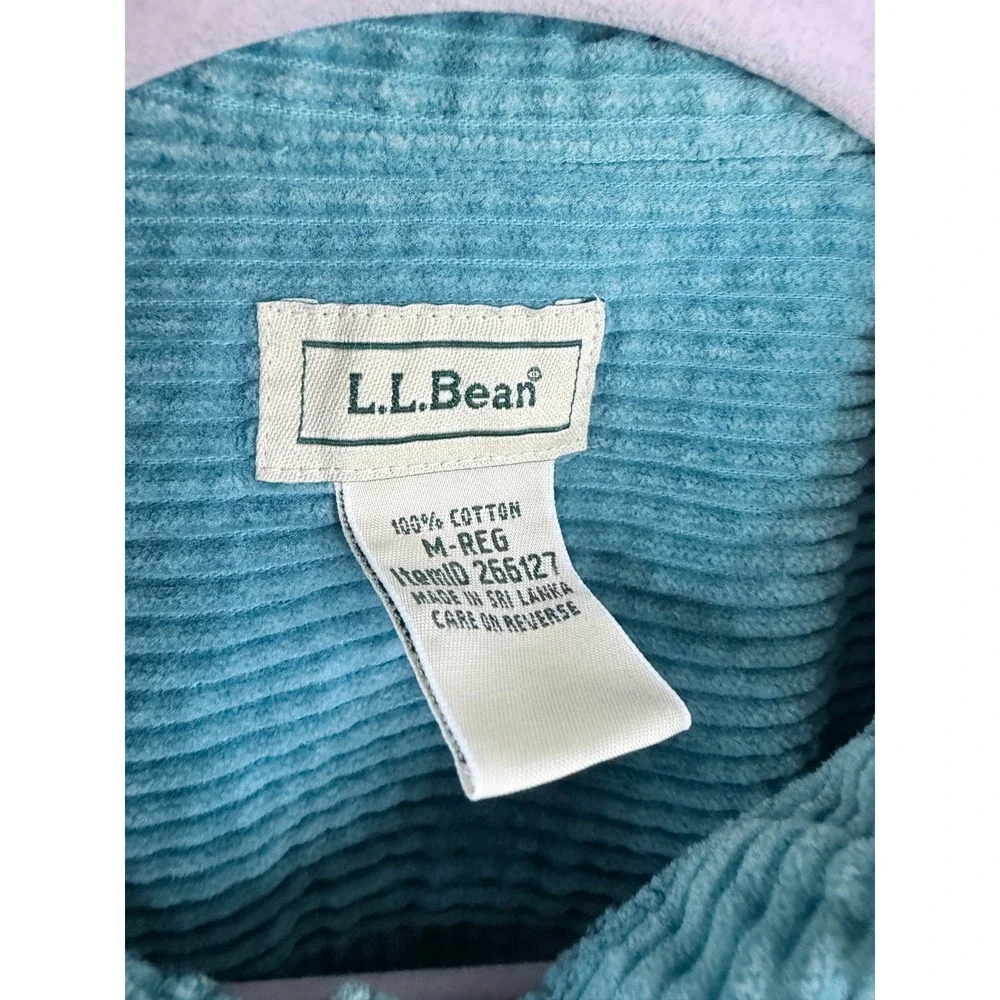 L.L.Bean®
100% COTTON
M-REG
ItemID 266127
MADE IN SRI LANKA
CARE ON REVERSE